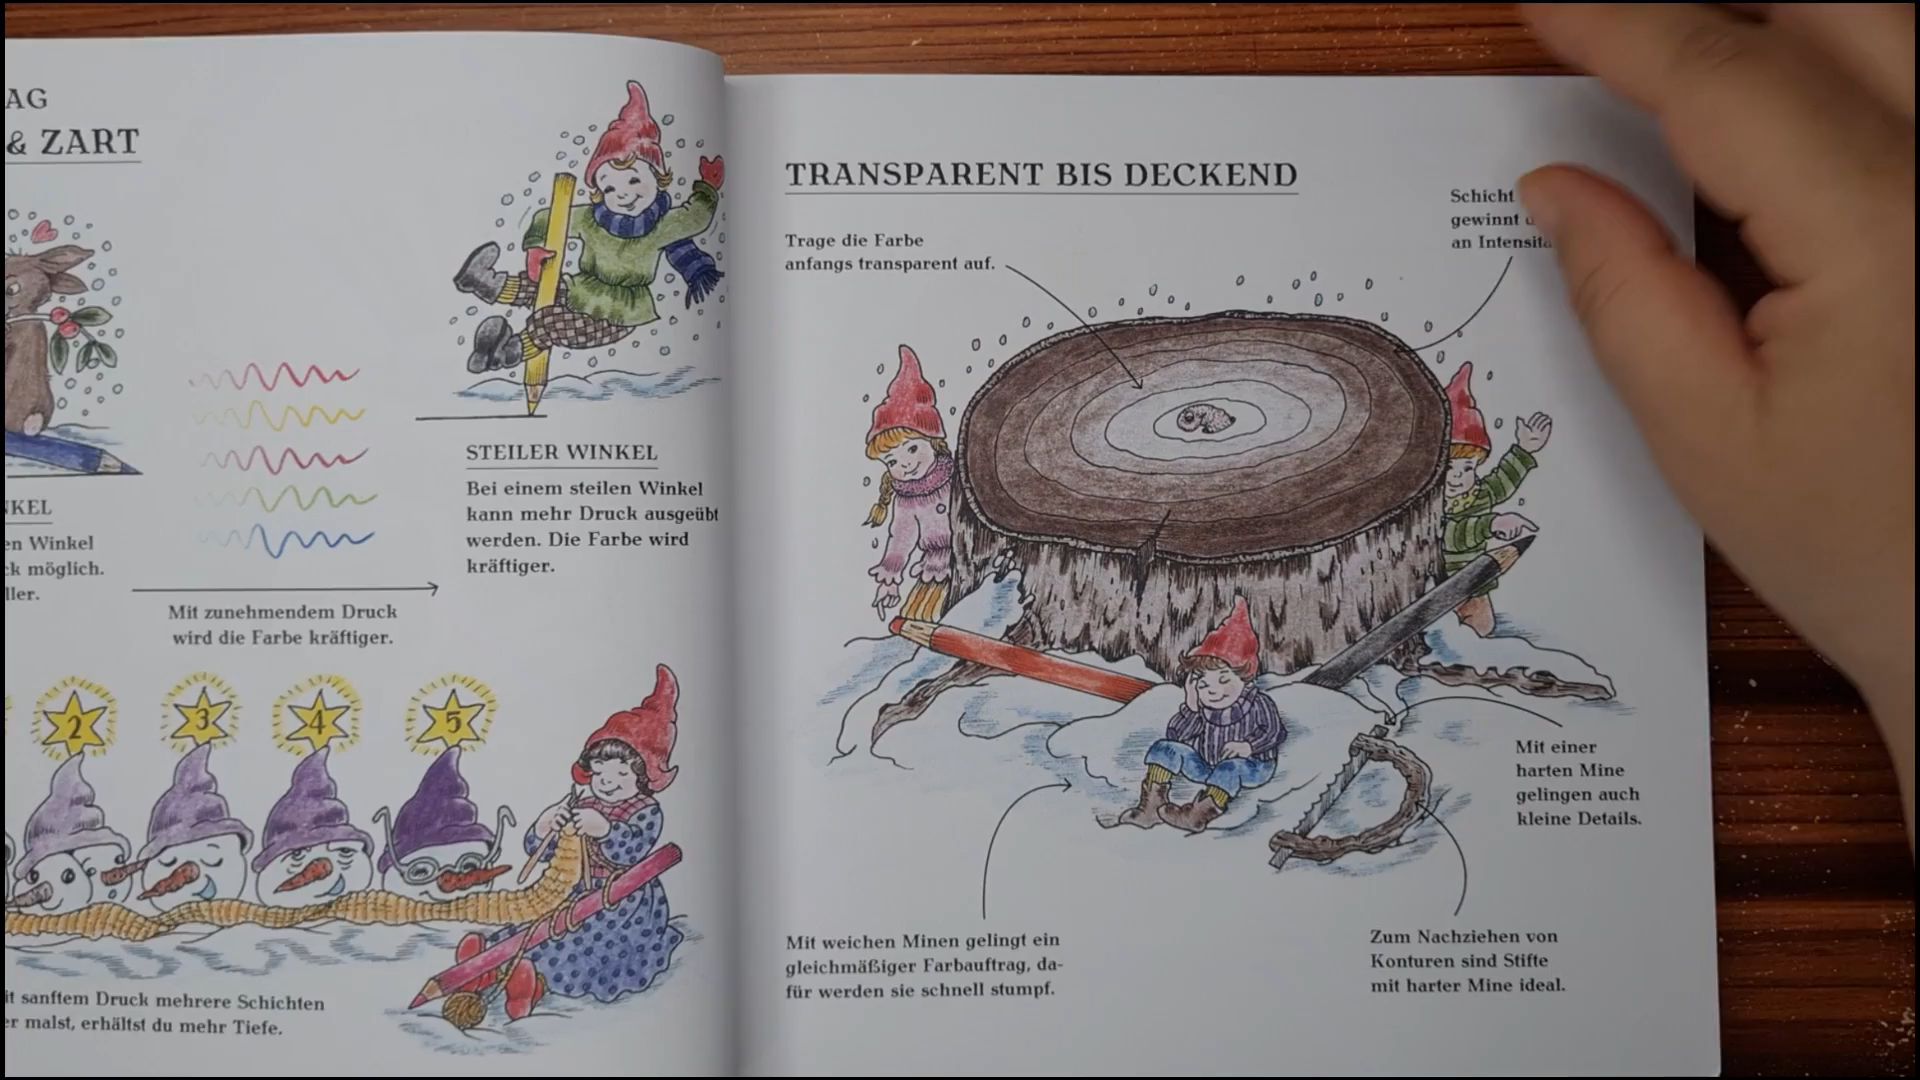 AG
& ZART
NKEL
en Winkel
ck möglich.
ller.
Mit zunehmendem Druck
wird die Farbe kräftiger.
STEILER WINKEL
Bei einem steilen Winkel
kann mehr Druck ausgeübt
werden. Die Farbe wird
kräftiger.
2
3
4
5
it sanftem Druck mehrere Schichten
er malst, erhältst du mehr Tiefe.
TRANSPARENT BIS DECKEND
Trage die Farbe
anfangs transparent auf.
Schicht
gewinnt
an
Mit einer
harten Mine
gelingen auch
kleine Details.
Mit weichen Minen gelingt ein
gleichmäßiger Farbauftrag, da-
für werden sie schnell stumpf.
Zum Nachziehen von
Konturen sind Stifte
mit harter Mine ideal.